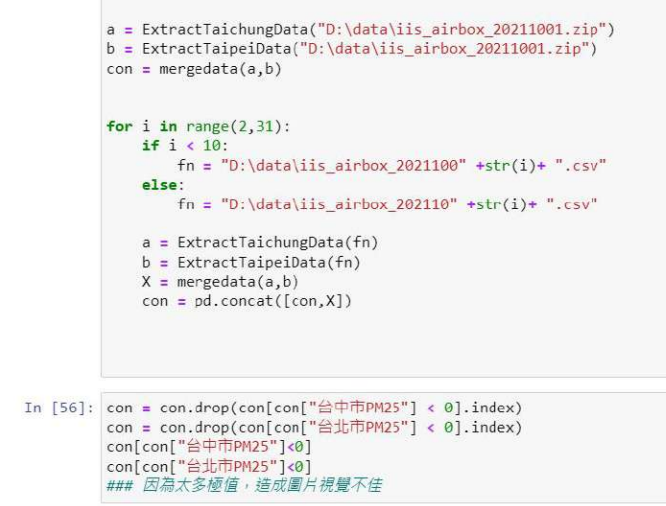 a = ExtractTaichungData("D:\data\iis_airbox_20211001.zip")
b = ExtractTaipeiData("D:\data\iis_airbox_20211001.zip")
con = mergedata(a,b)
for i in range(2,31):
if i < 10:
fn = "D:\data\iis_airbox_2021100" +str(i)+ ".csv"
else:
fn = "D:\data\iis_airbox_202110" +str(i)+ ".csv"
a = ExtractTaichungData(fn)
b = ExtractTaipeiData(fn)
X = mergedata(a,b)
con = pd.concat([con,X])
In [56]: con = con.drop(con[con["台中市PM25"] < 0].index)
con = con.drop(con[con["台北市PM25"] < 0].index)
con[con["台中市PM25"]<0]
con[con["台北市PM25"]<0]
### 因為太多極值，造成圖片視覺不佳